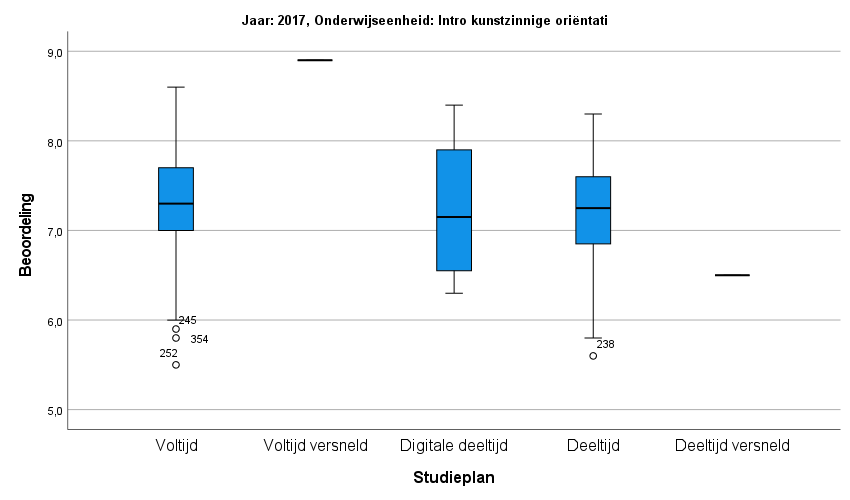 Jaar: 2017, Onderwijseenheid: Intro kunstzinnige oriëntati
9,0
8,0
7,0
6,0
5,0
Beoordeling
245
354
252
238
Voltijd
Voltijd versneld
Digitale deeltijd
Deeltijd
Deeltijd versneld
Studieplan